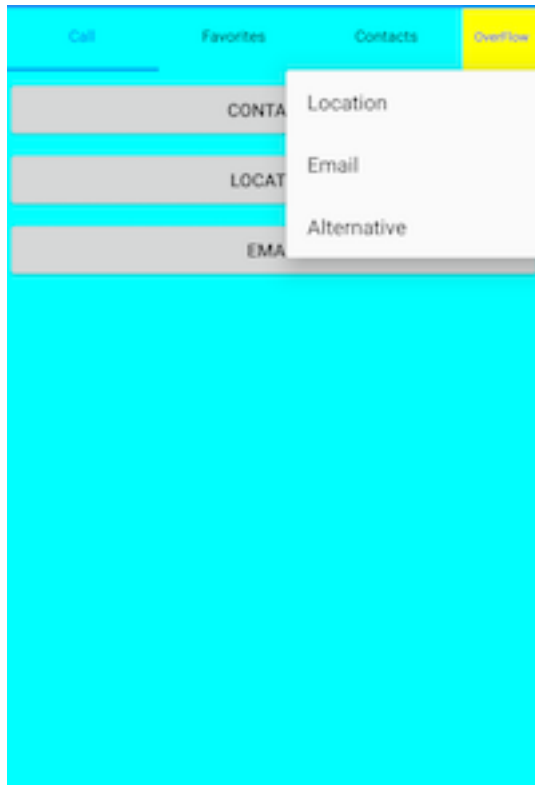 Call Favorites Contacts OverFlow
CONTA
Location
LOCAT
Email
EMA
Alternative